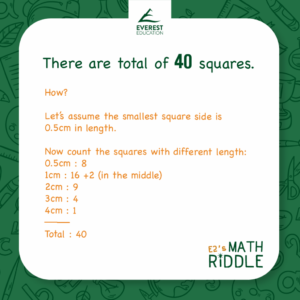 EVEREST
EDUCATION
There are total of 40 squares.
How?
Let's assume the smallest square side is
0.5cm in length.
Now count the squares with different length:
0.5cm : 8
1cm : 16 +2 (in the middle)
2cm : 9
3cm : 4
4cm : 1
Total : 40
E2's MATH
RIDDLE